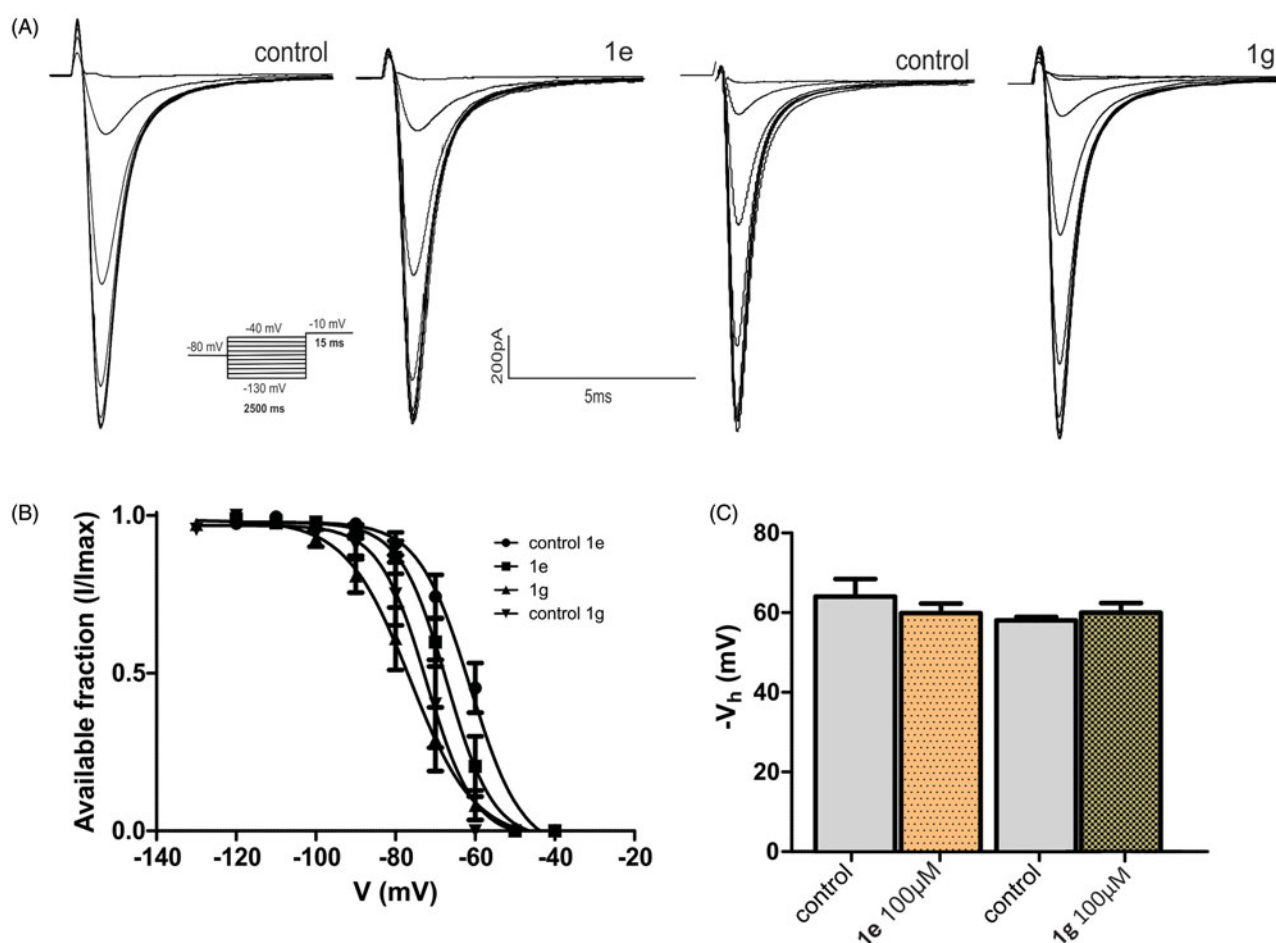 (A)
control
1e
control
1g
-80 mV
-40 mV
-10 mV
15 ms
-130 mV
2500 ms
200pA
5ms
(B)
Available fraction (I/Imax)
1.0
0.5
0.0
-140
-120
-100
-80
-60
-40
-20
V (mV)
control 1e
1e
1g
control 1g
(C)
-Vh (mV)
80
60
40
20
0
control
1e 100μM
control
1g 100μM